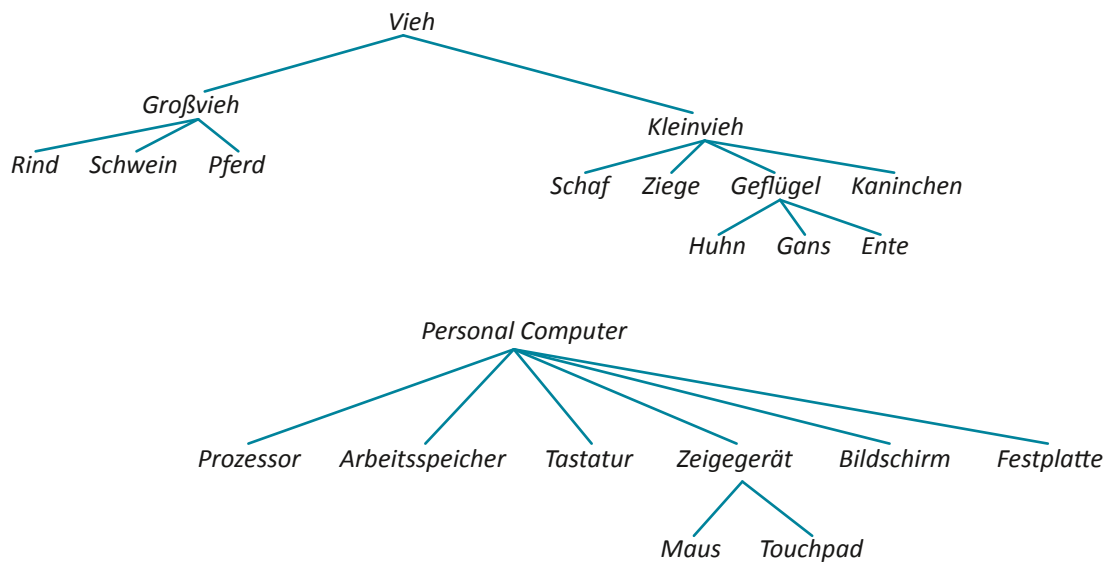 Vieh
Großvieh
Kleinvieh
Rind Schwein Pferd
Schaf Ziege Geflügel Kaninchen
Huhn Gans Ente
Personal Computer
Prozessor Arbeitsspeicher Tastatur Zeigegerät Bildschirm Festplatte
Maus Touchpad